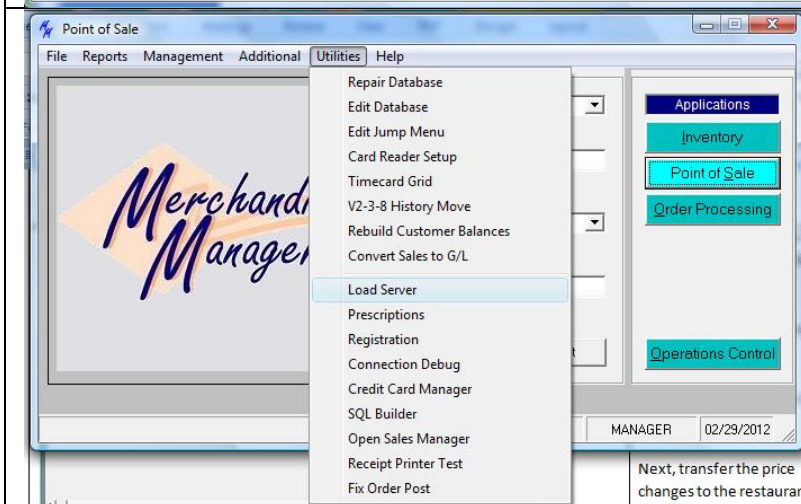 Point of Sale
File Reports Management Additional Utilities Help
Repair Database
Edit Database
Edit Jump Menu
Card Reader Setup
Timecard Grid
V2-3-8 History Move
Rebuild Customer Balances
Convert Sales to G/L
Load Server
Prescriptions
Registration
Connection Debug
Credit Card Manager
SQL Builder
Open Sales Manager
Receipt Printer Test
Fix Order Post
Merchandi
Manager
Applications
Inventory
Point of Sale
Order Processing
Operations Control
MANAGER 02/29/2012
Next, transfer the price
changes to the restauran